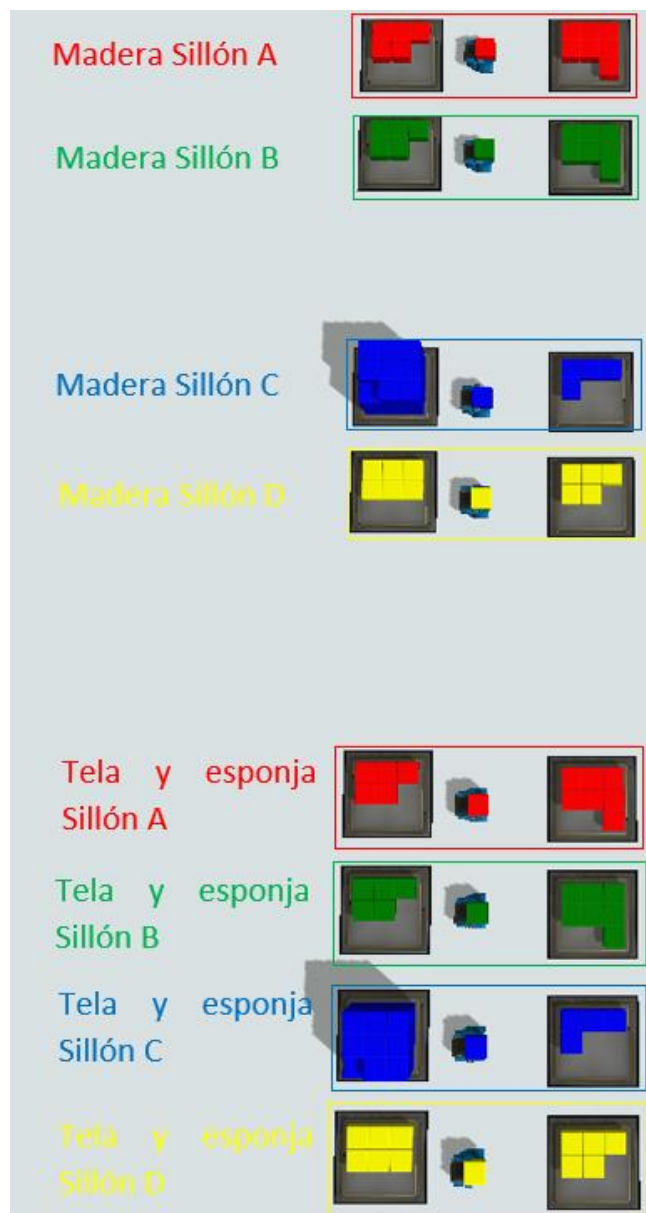 Madera Sillón A
Madera Sillón B
Madera Sillón C
Madera Sillón D
Tela y esponja
Sillón A
Tela y esponja
Sillón B
Tela y esponja
Sillón C
Tela y esponja
Sillón D